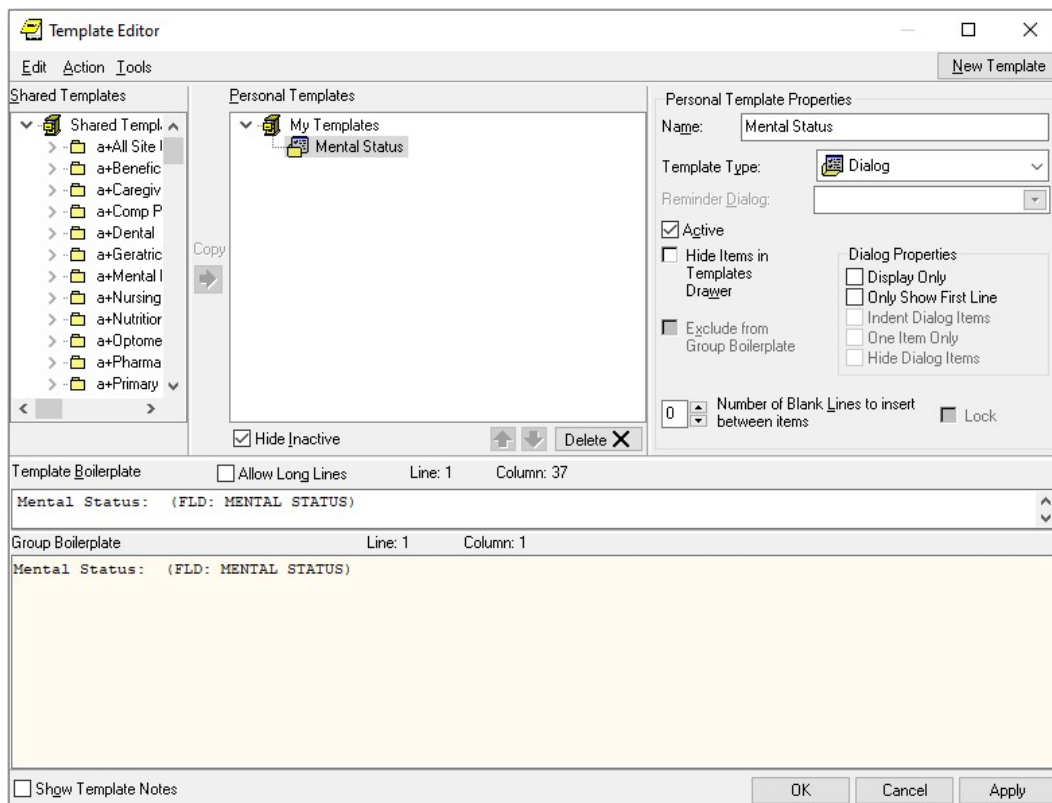 Template Editor
Edit Action Tools
New Template
Shared Templates
Shared Templ
a+All Site
a+Benefic
a+Caregiv
a+Comp P
a+Dental
a+Geratric
a+Mental
a+Nursing
a+Nutrition
a+Optome
a+Pharma
a+Primary
Copy
Personal Templates
My Templates
Mental Status
Hide Inactive
Delete
Personal Template Properties
Name: Mental Status
Template Type: Dialog
Reminder Dialog:
Active
Hide Items in
Templates
Drawer
Exclude from
Group Boilerplate
Dialog Properties
Display Only
Only Show First Line
Indent Dialog Items
One Item Only
Hide Dialog Items
0 Number of Blank Lines to insert
between items
Lock
Template Boilerplate Allow Long Lines Line: 1 Column: 37
Mental Status: (FLD: MENTAL STATUS)
Group Boilerplate Line: 1 Column: 1
Mental Status: (FLD: MENTAL STATUS)
Show Template Notes
OK Cancel Apply